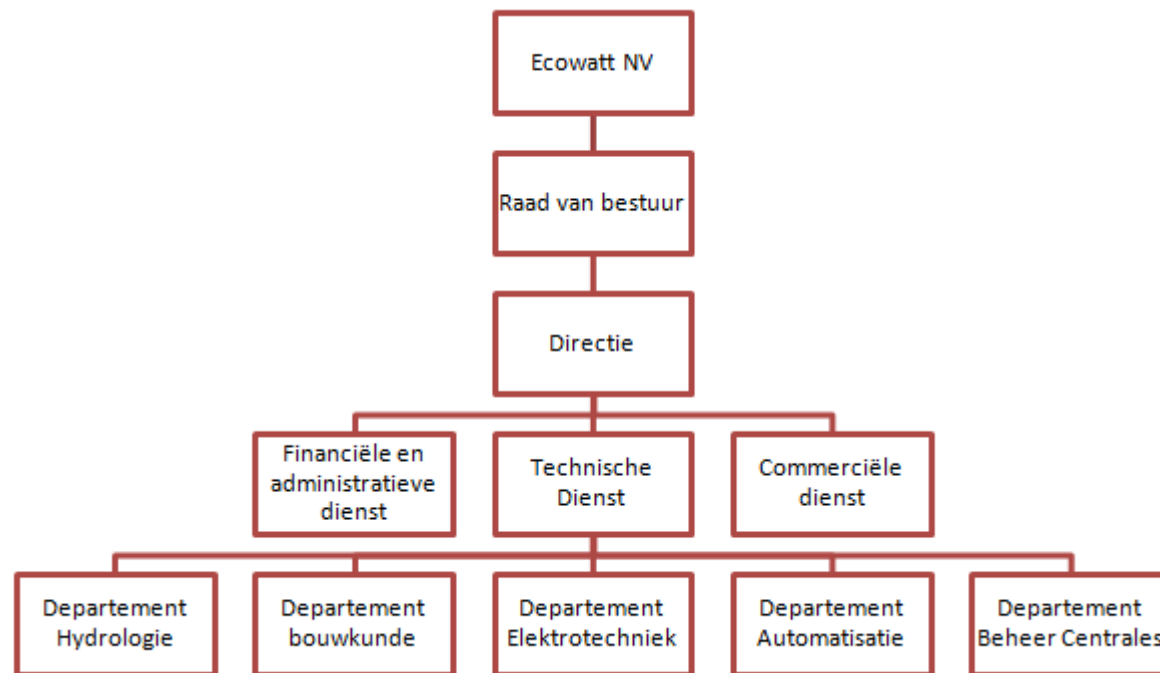 Ecowatt NV
Raad van bestuur
Directie
Financiële en
administratieve
dienst
Technische
Dienst
Commerciële
dienst
Departement
Hydrologie
Departement
bouwkunde
Departement
Elektrotechniek
Departement
Automatisatie
Departement
Beheer Centrales